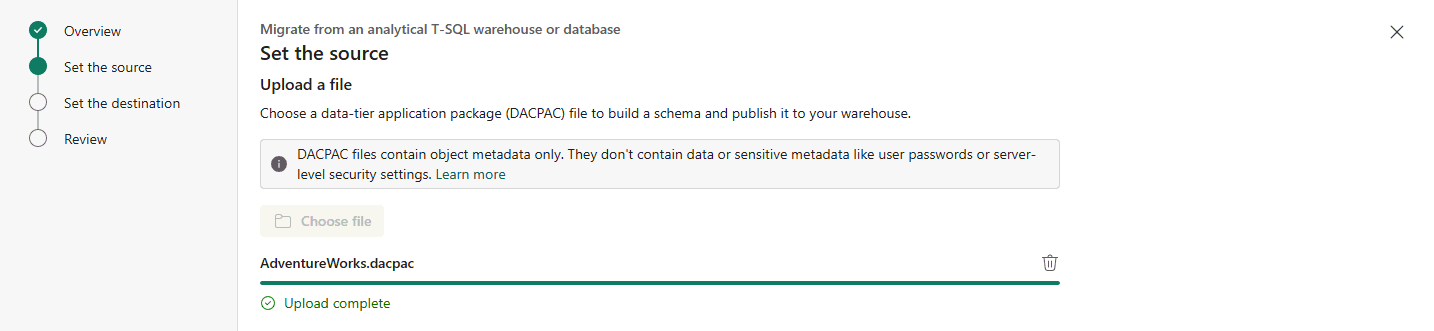 Overview
Set the source
Set the destination
Review
Migrate from an analytical T-SQL warehouse or database
Set the source
Upload a file
Choose a data-tier application package (DACPAC) file to build a schema and publish it to your warehouse.
DACPAC files contain object metadata only. They don't contain data or sensitive metadata like user passwords or server-
level security settings. Learn more
Choose file
AdventureWorks.dacpac
Upload complete